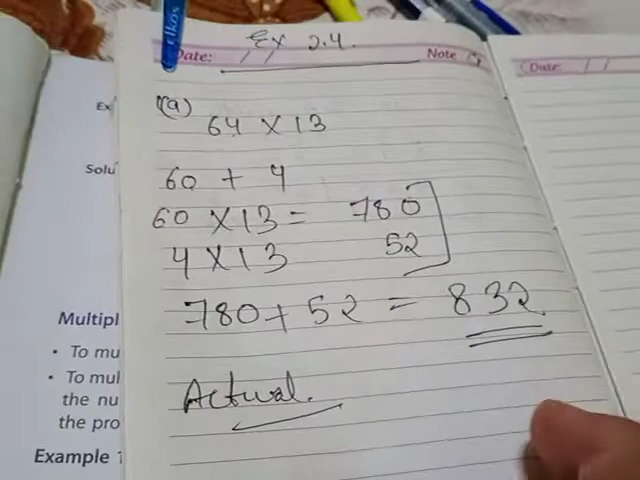 elkos
Ex 2.4.
Date: / /
Note
Date: / /
(a)
64 X 13
60 + 4
60 X 13 = 780
4 X 13 52
780 + 52 = 832
Actual.
Ex
Solu
Multipl
• To mu
• To mul
the nu
the pro
Example 1